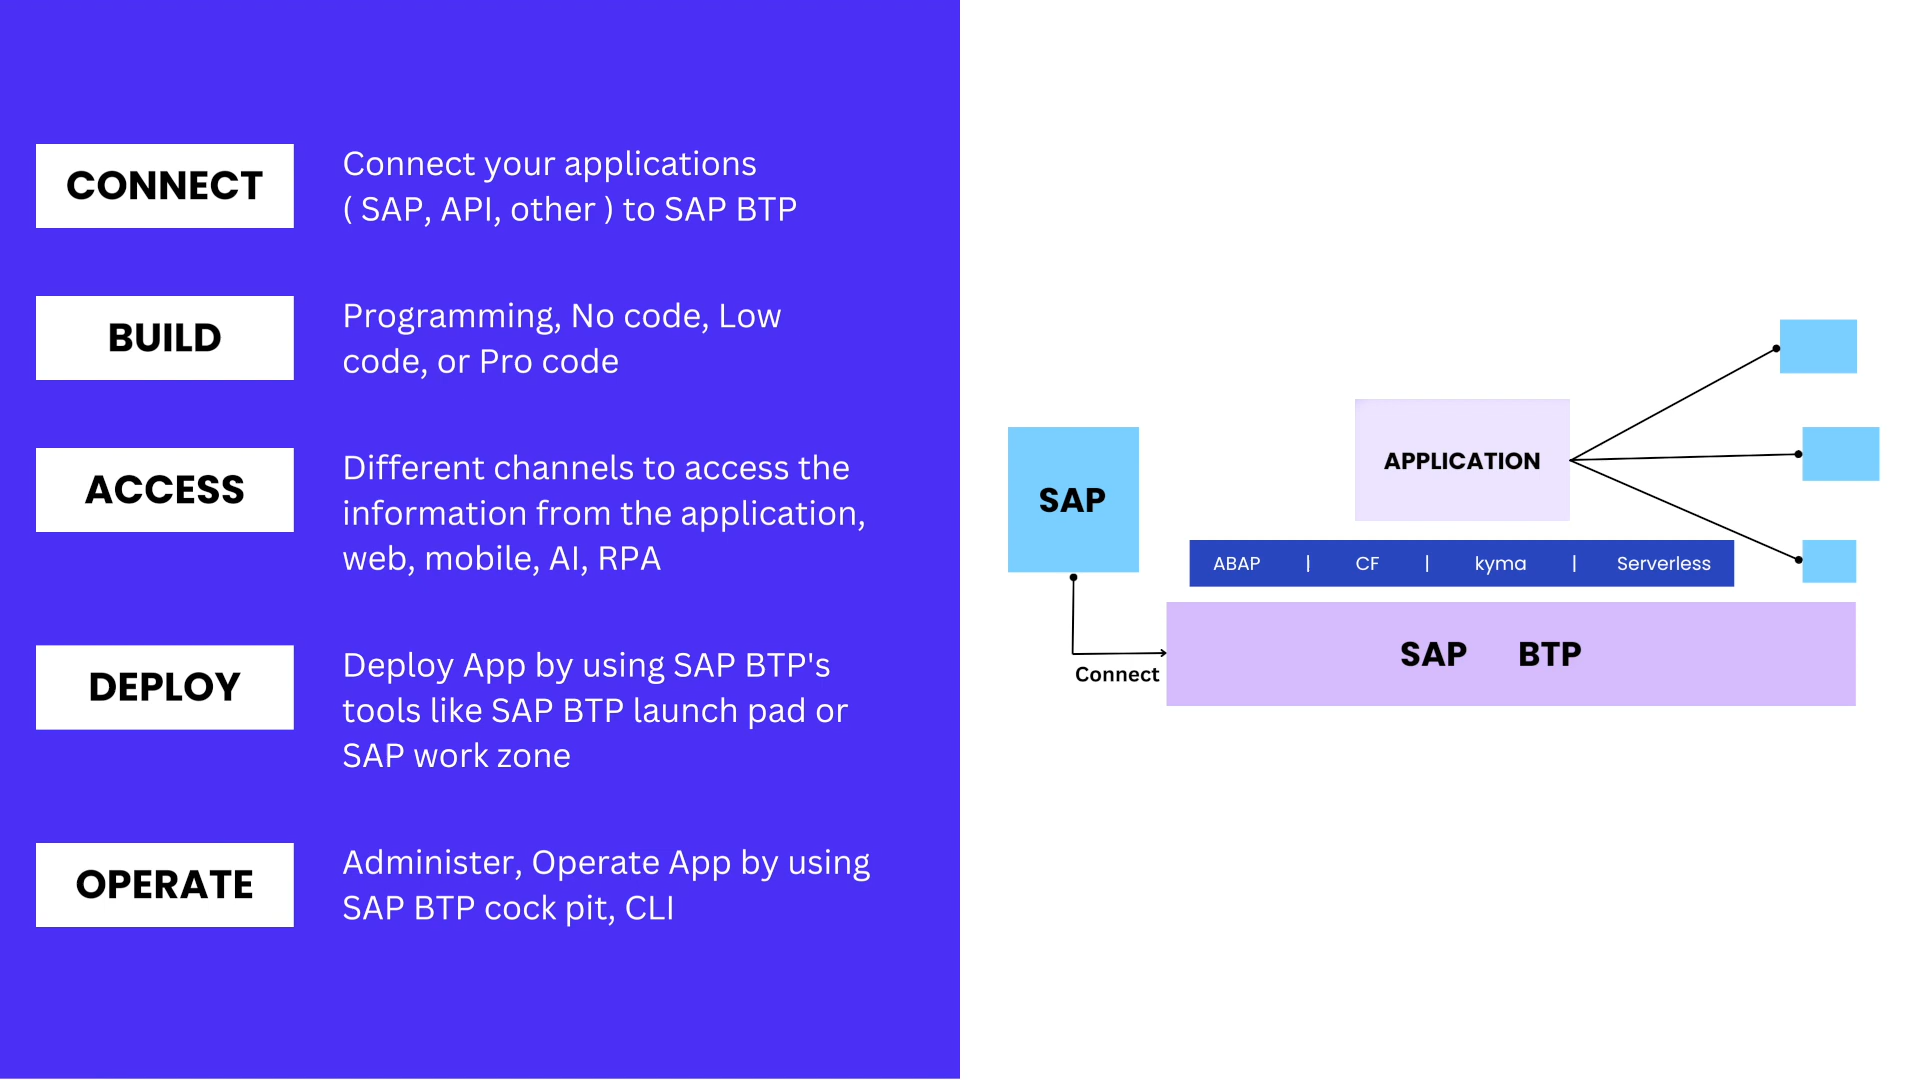 CONNECT
Connect your applications
( SAP, API, other ) to SAP BTP
BUILD
Programming, No code, Low
code, or Pro code
ACCESS
Different channels to access the
information from the application,
web, mobile, AI, RPA
DEPLOY
Deploy App by using SAP BTP's
tools like SAP BTP launch pad or
SAP work zone
OPERATE
Administer, Operate App by using
SAP BTP cock pit, CLI
SAP
APPLICATION
ABAP | CF | kyma | Serverless
SAP BTP
Connect